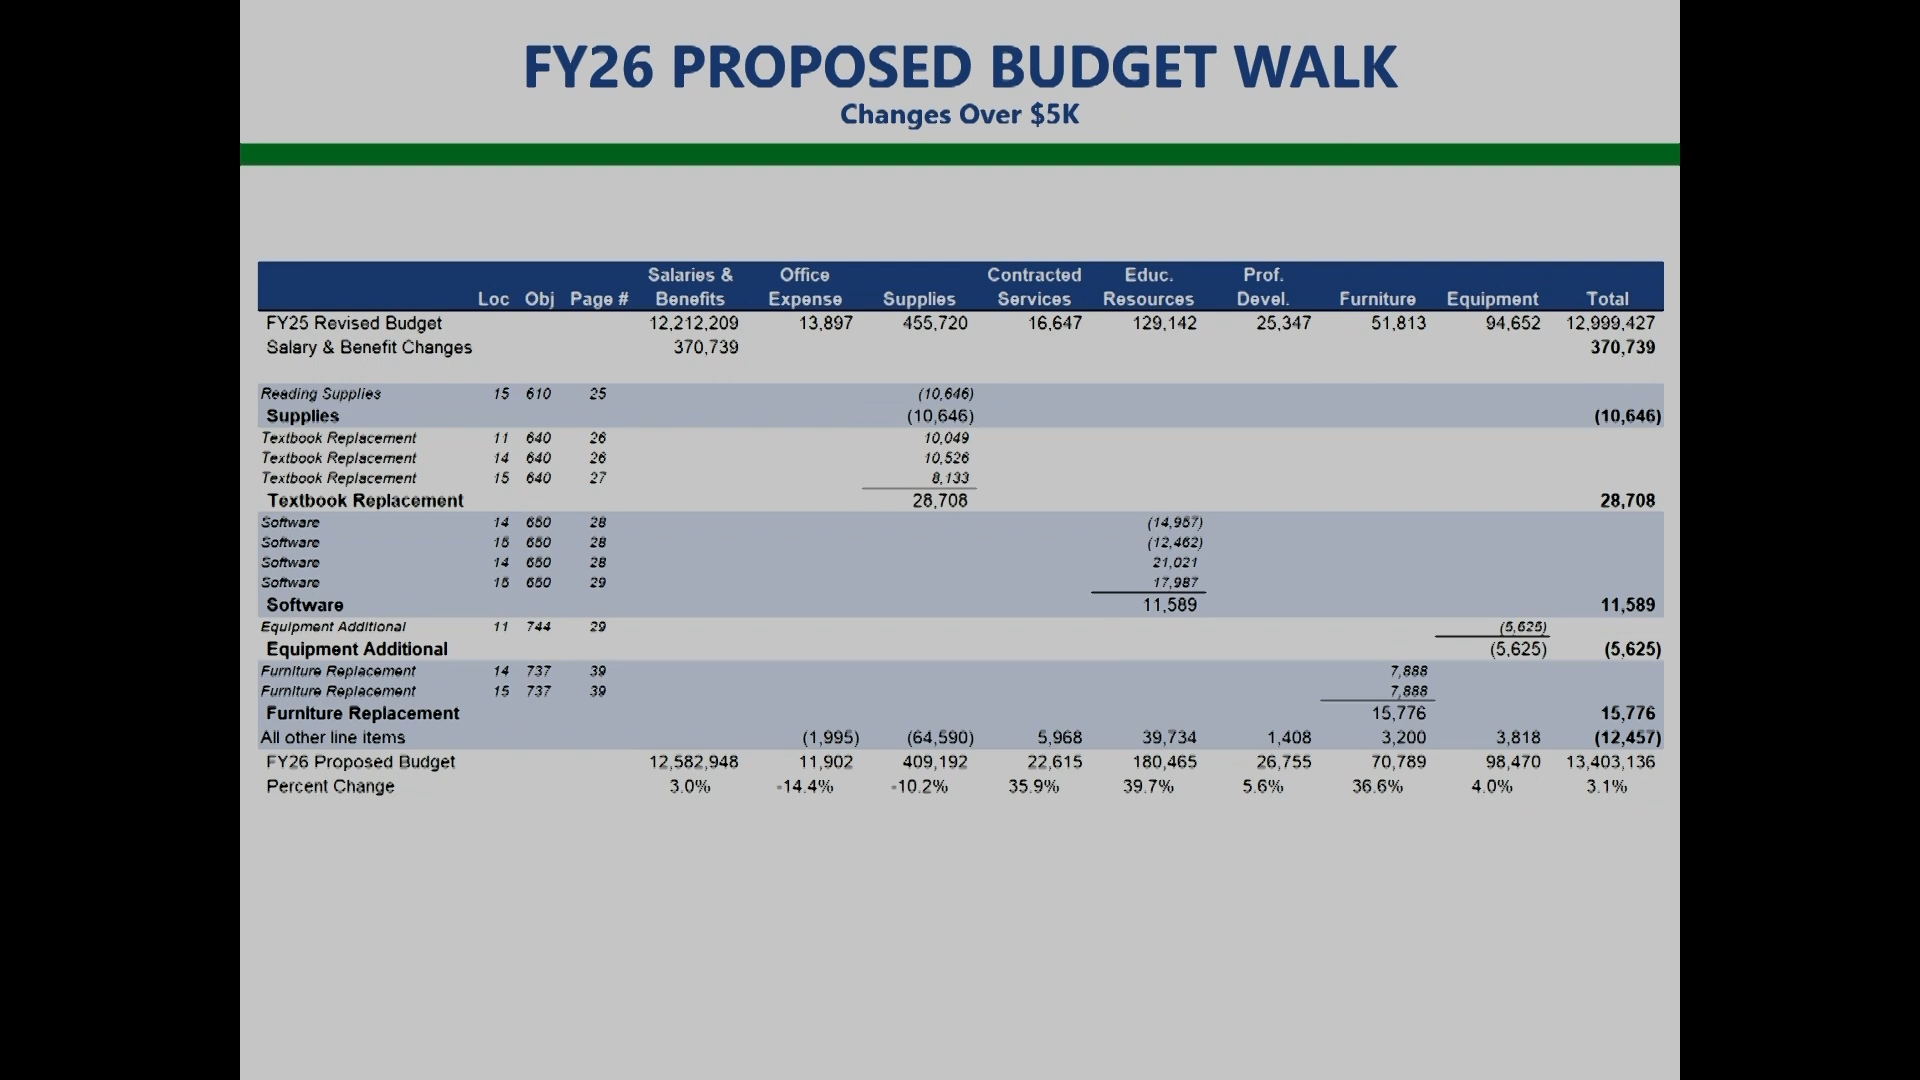 FY26 PROPOSED BUDGET WALK
Changes Over $5K
Salaries & Office Contracted Educ. Prof.
Loc Obj Page # Benefits Expense Supplies Services Resources Devel. Furniture Equipment Total
FY25 Revised Budget 12,212,209 13,897 455,720 16,647 129,142 25,347 51,813 94,652 12,999,427
Salary & Benefit Changes 370,739 370,739
Reading Supplies 15 610 25 (10,646)
Supplies (10,646) (10,646)
Textbook Replacement 11 640 26 10,049
Textbook Replacement 14 640 26 10,526
Textbook Replacement 15 640 27 8,133
Textbook Replacement 28,708 28,708
Software 14 650 28 (14,957)
Software 15 650 28 (12,462)
Software 14 650 28 21,021
Software 15 650 29 17,987
Software 11,589 11,589
Equipment Additional 11 744 29 (5,625)
Equipment Additional (5,625) (5,625)
Furniture Replacement 14 737 39 7,888
Furniture Replacement 15 737 39 7,888
Furniture Replacement 15,776 15,776
All other line items (1,995) (64,590) 5,968 39,734 1,408 3,200 3,818 (12,457)
FY26 Proposed Budget 12,582,948 11,902 409,192 22,615 180,465 26,755 70,789 98,470 13,403,136
Percent Change 3.0% -14.4% -10.2% 35.9% 39.7% 5.6% 36.6% 4.0% 3.1%